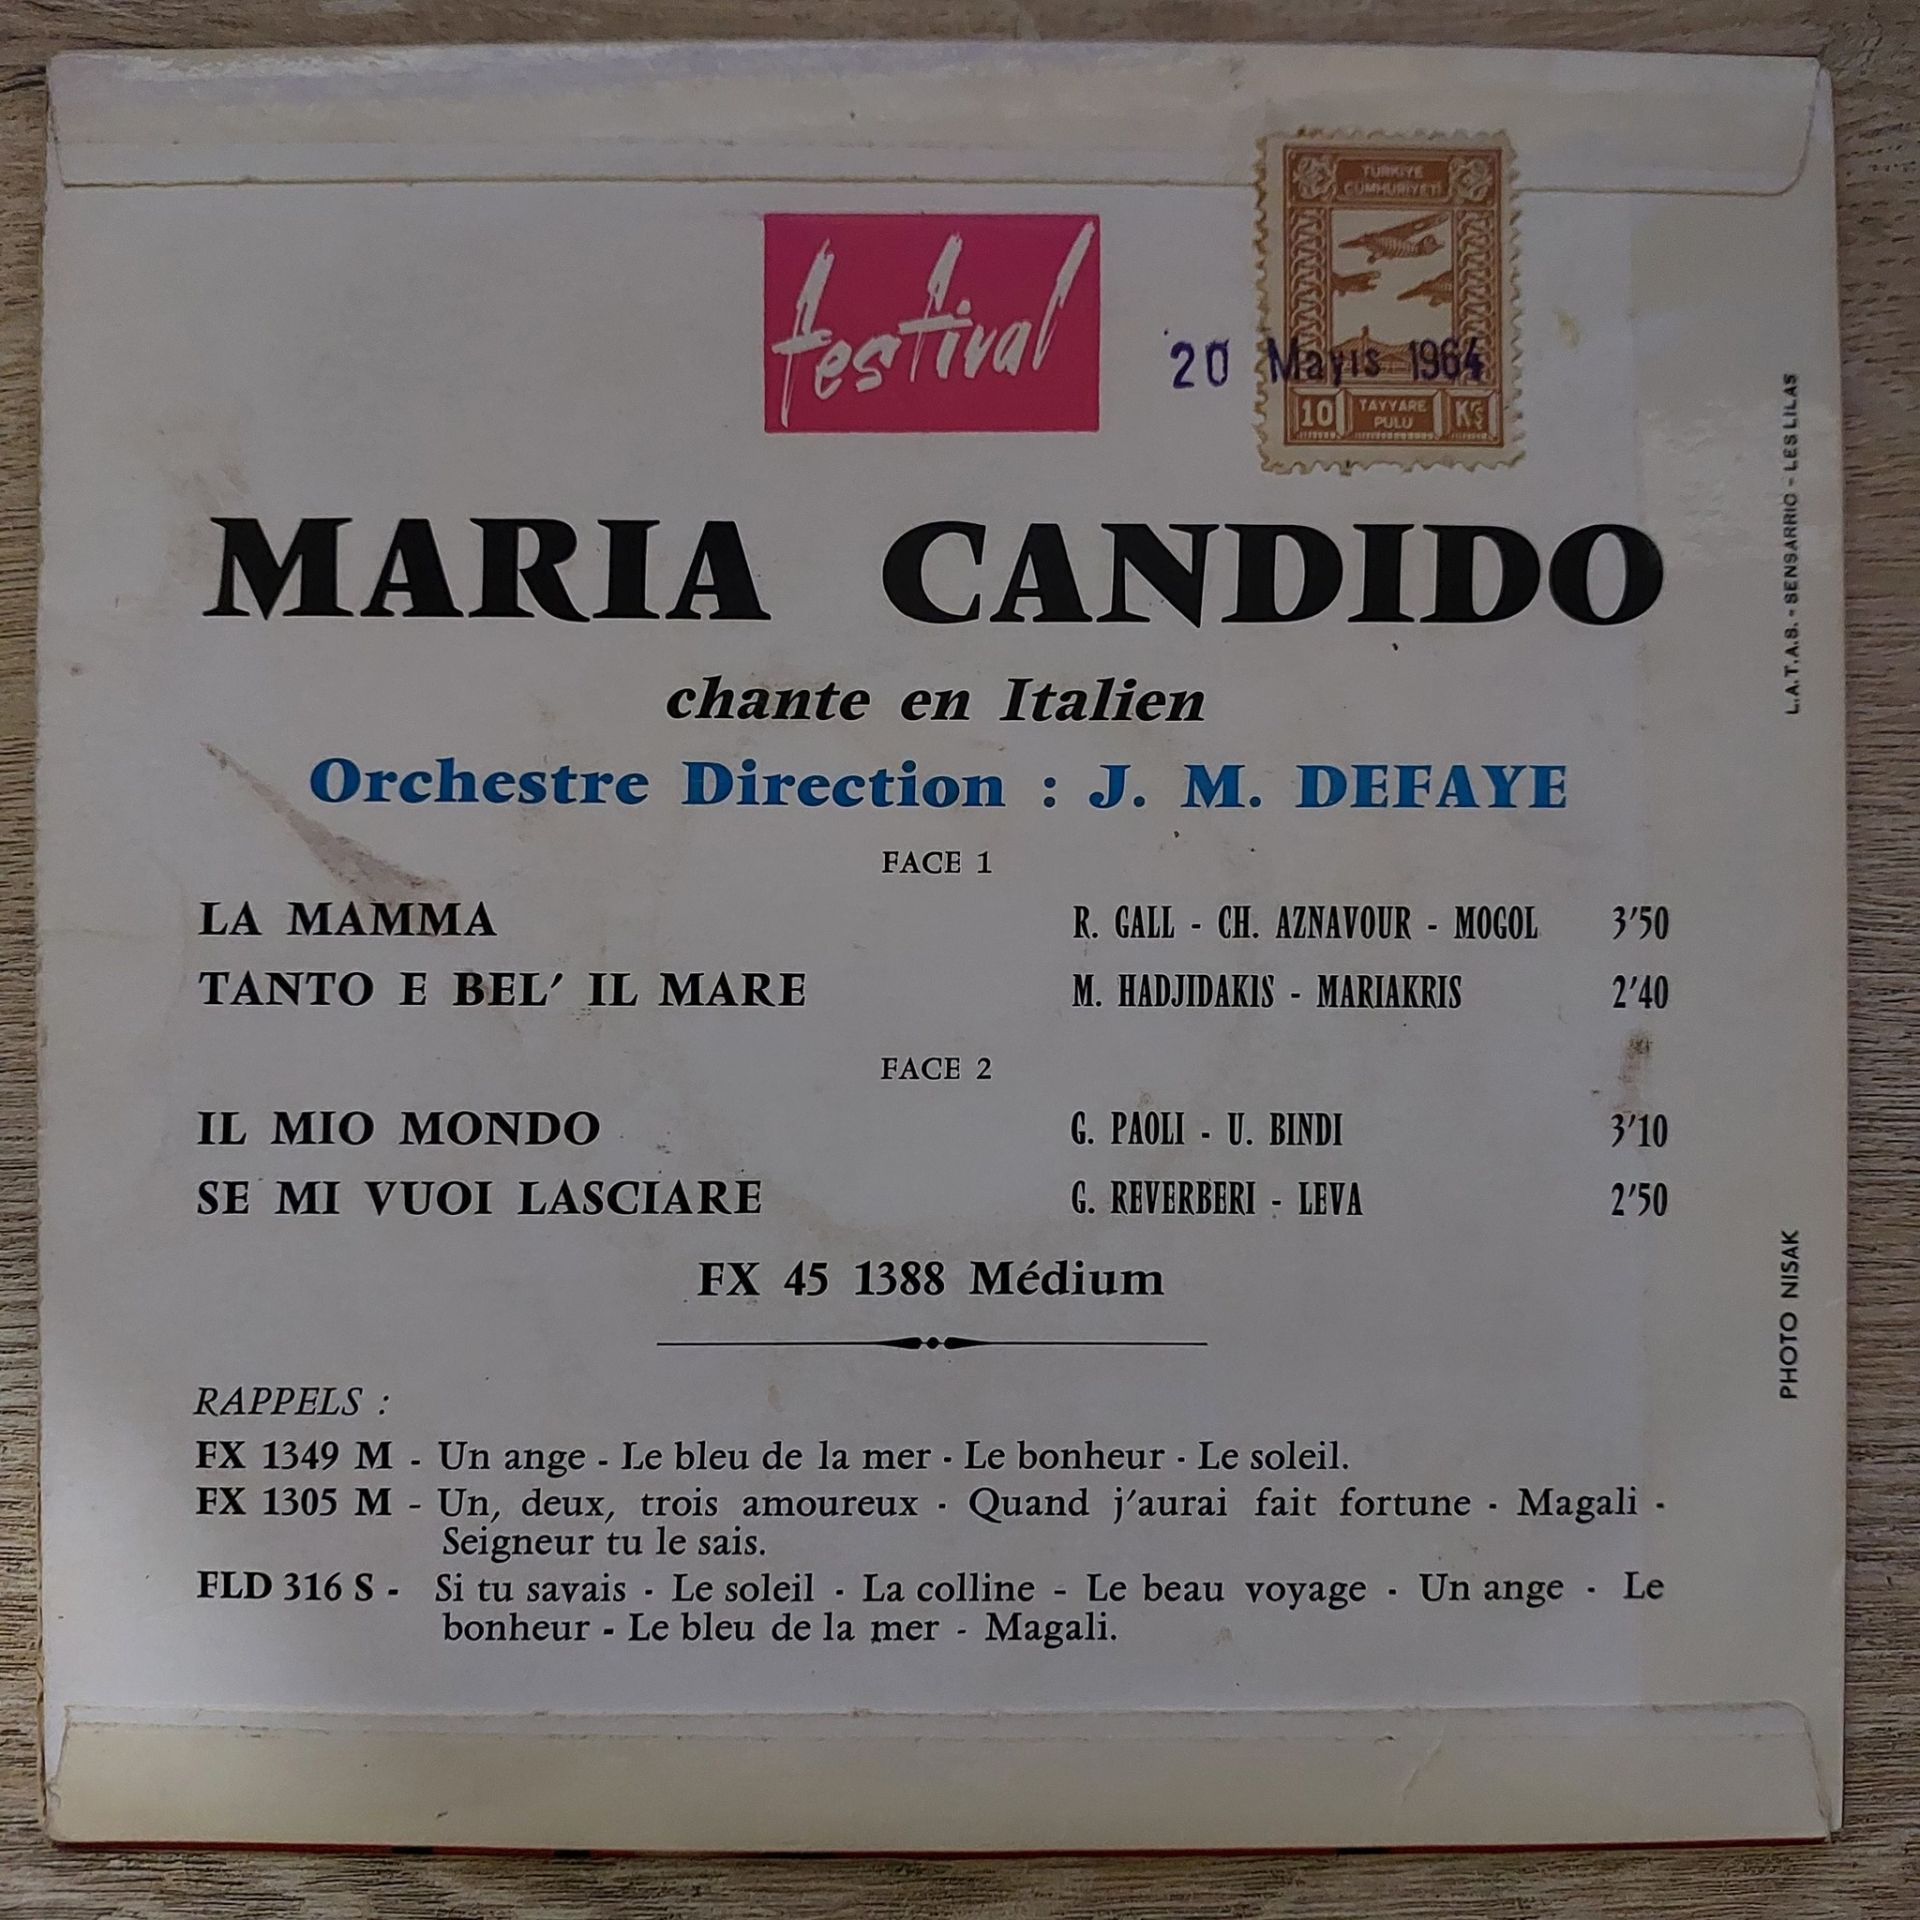 TÜRKİYE
CÜMHURİYETİ
festival
20 Mayıs 1964
10 TAYYARE PULU Krş
MARIA CANDIDO
chante en Italien
Orchestre Direction : J. M. DEFAYE
FACE 1
LA MAMMA R. GALL - CH. AZNAVOUR - MOGOL 3'50
TANTO E BEL' IL MARE M. HADJIDAKIS - MARIAKRIS 2'40
FACE 2
IL MIO MONDO G. PAOLI - U. BINDI 3'10
SE MI VUOI LASCIARE G. REVERBERI - LEVA 2'50
FX 45 1388 Médium
RAPPELS :
FX 1349 M - Un ange - Le bleu de la mer - Le bonheur - Le soleil.
FX 1305 M - Un, deux, trois amoureux - Quand j'aurai fait fortune - Magali -
Seigneur tu le sais.
FLD 316 S - Si tu savais - Le soleil - La colline - Le beau voyage - Un ange - Le
bonheur - Le bleu de la mer - Magali.
L.A.T.A.S. - SENSARRIO - LES LILAS
PHOTO NISAK